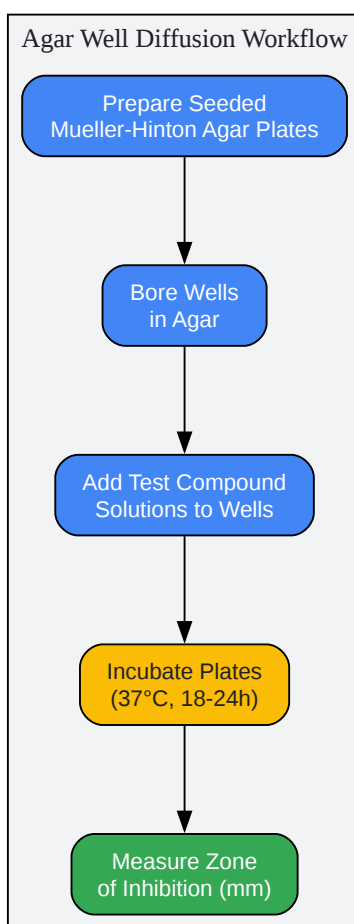 Agar Well Diffusion Workflow
Prepare Seeded
Mueller-Hinton Agar Plates
Bore Wells
in Agar
Add Test Compound
Solutions to Wells
Incubate Plates
(37°C, 18-24h)
Measure Zone
of Inhibition (mm)